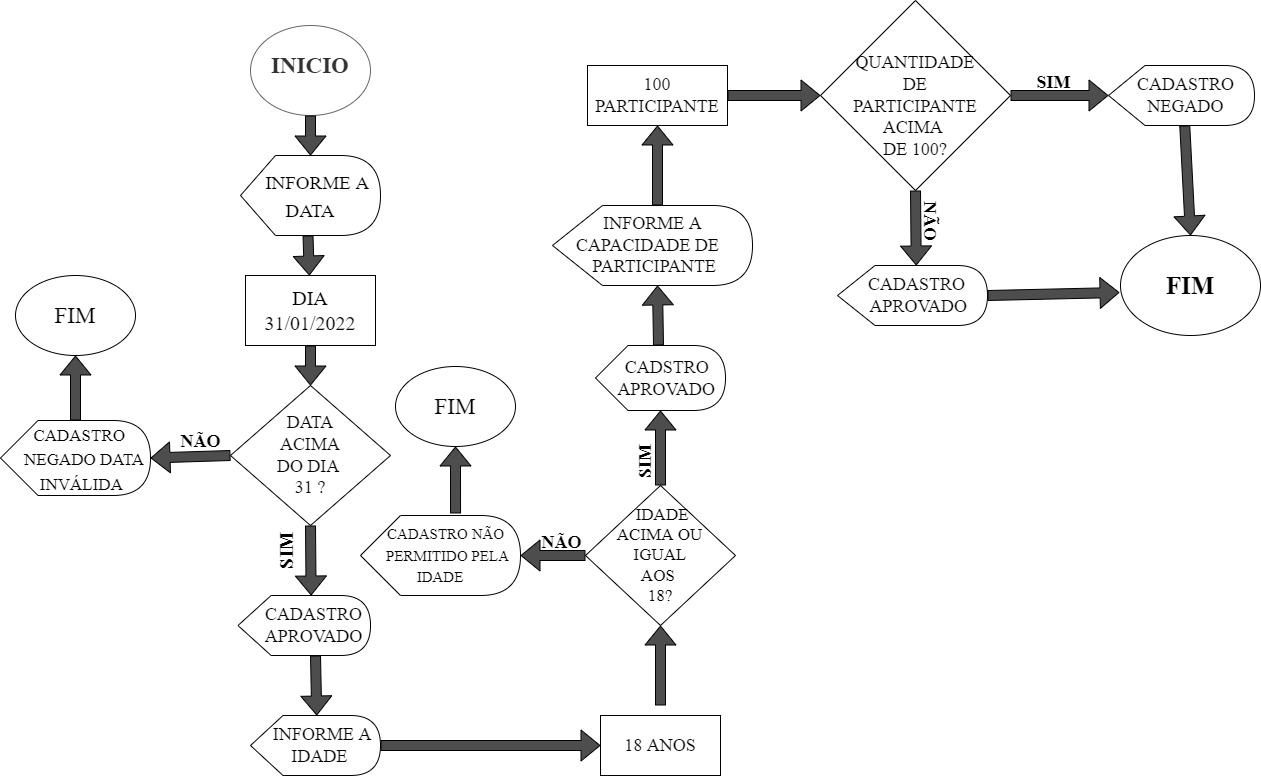 INICIO
INFORME A
DATA
DIA
31/01/2022
DATA
ACIMA
DO DIA
31 ?
NÃO
CADASTRO
NEGADO DATA
INVÁLIDA
FIM
SIM
CADASTRO
APROVADO
INFORME A
IDADE
18 ANOS
IDADE
ACIMA OU
IGUAL
AOS
18?
NÃO
CADASTRO NÃO
PERMITIDO PELA
IDADE
FIM
SIM
CADSTRO
APROVADO
INFORME A
CAPACIDADE DE
PARTICIPANTE
100
PARTICIPANTE
QUANTIDADE
DE
PARTICIPANTE
ACIMA
DE 100?
SIM
CADASTRO
NEGADO
NÃO
CADASTRO
APROVADO
FIM